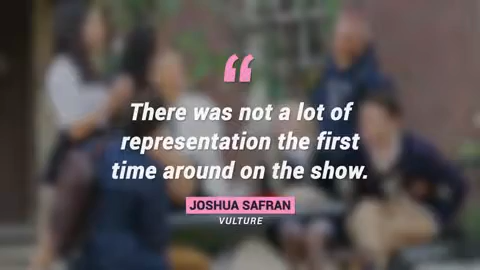 “
There was not a lot of
representation the first
time around on the show.
JOSHUA SAFRAN
VULTURE